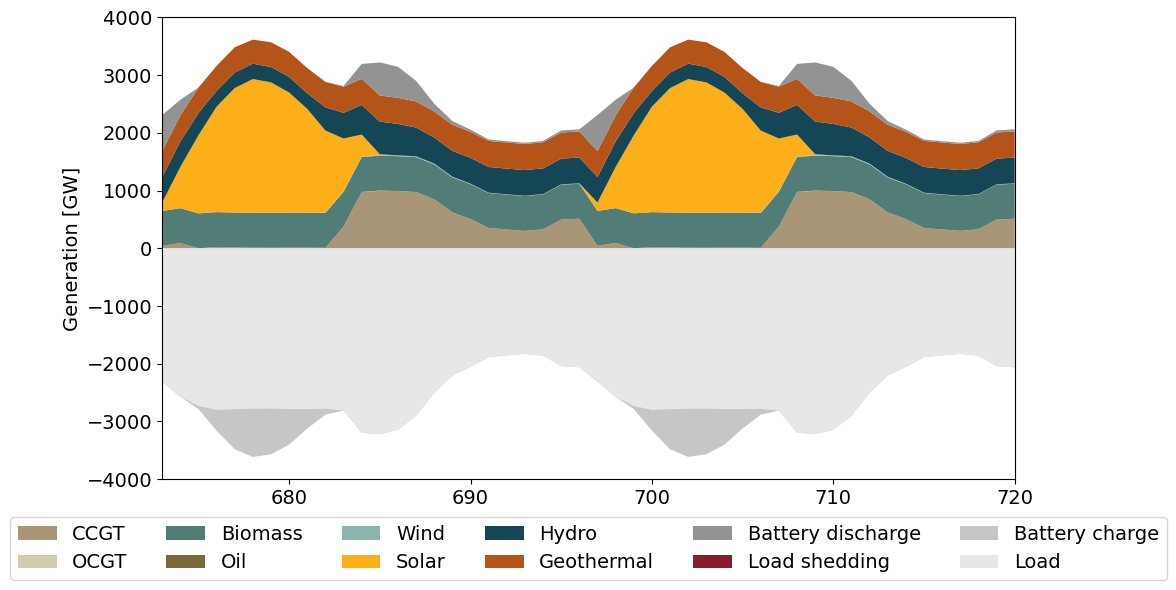 4000
3000
2000
1000
0
−1000
−2000
−3000
−4000
Generation [GW]
680 690 700 710 720
CCGT Biomass Wind Hydro Battery discharge Battery charge
OCGT Oil Solar Geothermal Load shedding Load